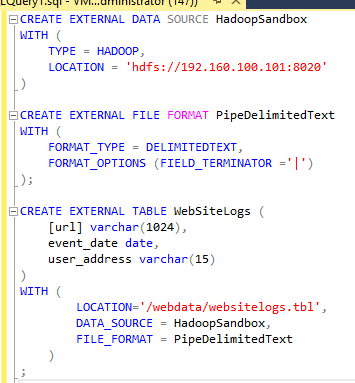 LQuery1.sql - VM...dministrator (147))
CREATE EXTERNAL DATA SOURCE HadoopSandbox
WITH (
TYPE = HADOOP,
LOCATION = 'hdfs://192.160.100.101:8020'
)
CREATE EXTERNAL FILE FORMAT PipeDelimitedText
WITH (
FORMAT_TYPE = DELIMITEDTEXT,
FORMAT_OPTIONS (FIELD_TERMINATOR ='|')
);
CREATE EXTERNAL TABLE WebSiteLogs (
[url] varchar(1024),
event_date date,
user_address varchar(15)
)
WITH (
LOCATION='/webdata/websitelogs.tbl',
DATA_SOURCE = HadoopSandbox,
FILE_FORMAT = PipeDelimitedText
)
;